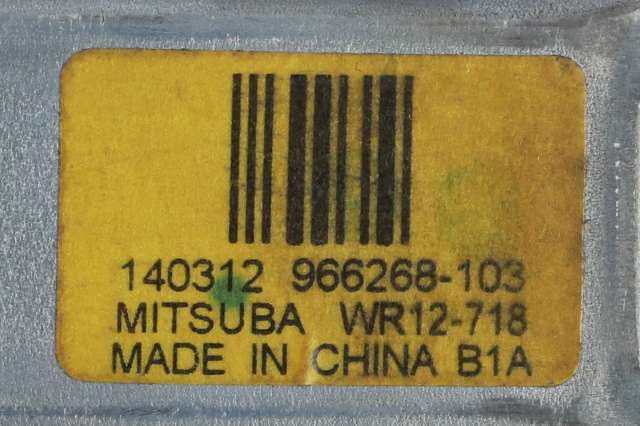 140312 966268-103
MITSUBA WR12-718
MADE IN CHINA B1A